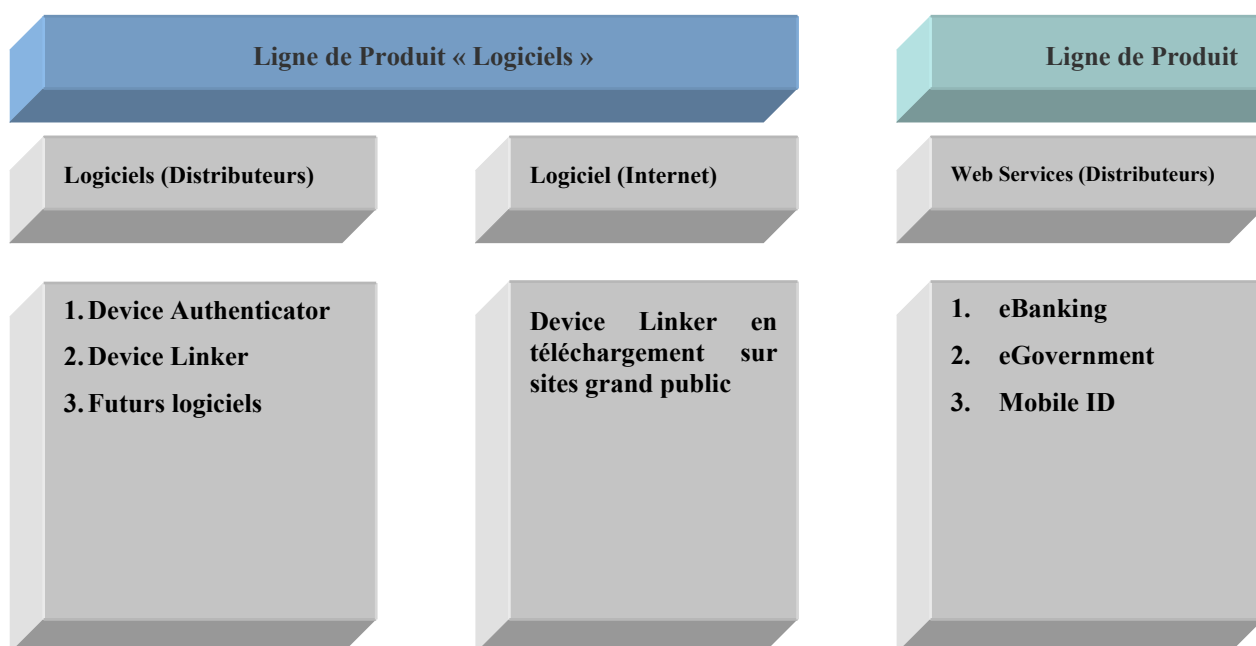 Ligne de Produit « Logiciels »
Ligne de Produit
Logiciels (Distributeurs)
Logiciel (Internet)
Web Services (Distributeurs)
1. Device Authenticator
2. Device Linker
3. Futurs logiciels
Device Linker en
téléchargement sur
sites grand public
1. eBanking
2. eGovernment
3. Mobile ID